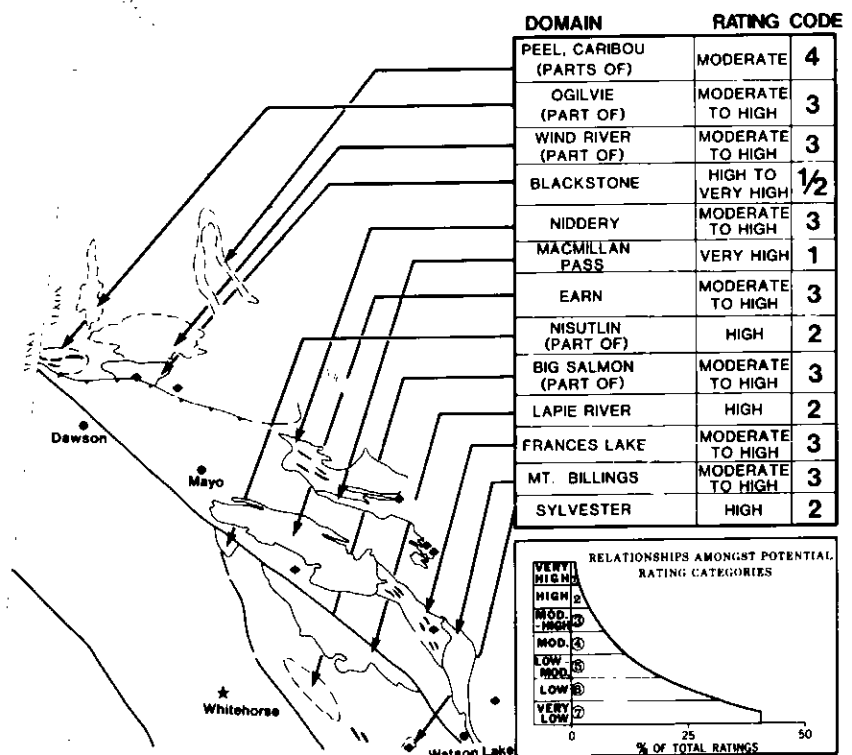 DOMAIN RATING CODE
PEEL, CARIBOU
(PARTS OF) MODERATE 4
OGILVIE
(PART OF) MODERATE
TO HIGH 3
WIND RIVER
(PART OF) MODERATE
TO HIGH 3
BLACKSTONE HIGH TO
VERY HIGH 1/2
NIDDERY MODERATE
TO HIGH 3
MACMILLAN
PASS VERY HIGH 1
EARN MODERATE
TO HIGH 3
NISUTLIN
(PART OF) HIGH 2
BIG SALMON
(PART OF) MODERATE
TO HIGH 3
LAPIE RIVER HIGH 2
FRANCES LAKE MODERATE
TO HIGH 3
MT. BILLINGS MODERATE
TO HIGH 3
SYLVESTER HIGH 2
Dawson
Mayo
Whitehorse
Watson Lake
RELATIONSHIPS AMONGST POTENTIAL
RATING CATEGORIES
VERY
HIGH 1
HIGH 2
MOD.
-HIGH 3
MOD. 4
LOW-
MOD. 5
LOW 6
VERY
LOW 7
0 25 50
% OF TOTAL RATINGS